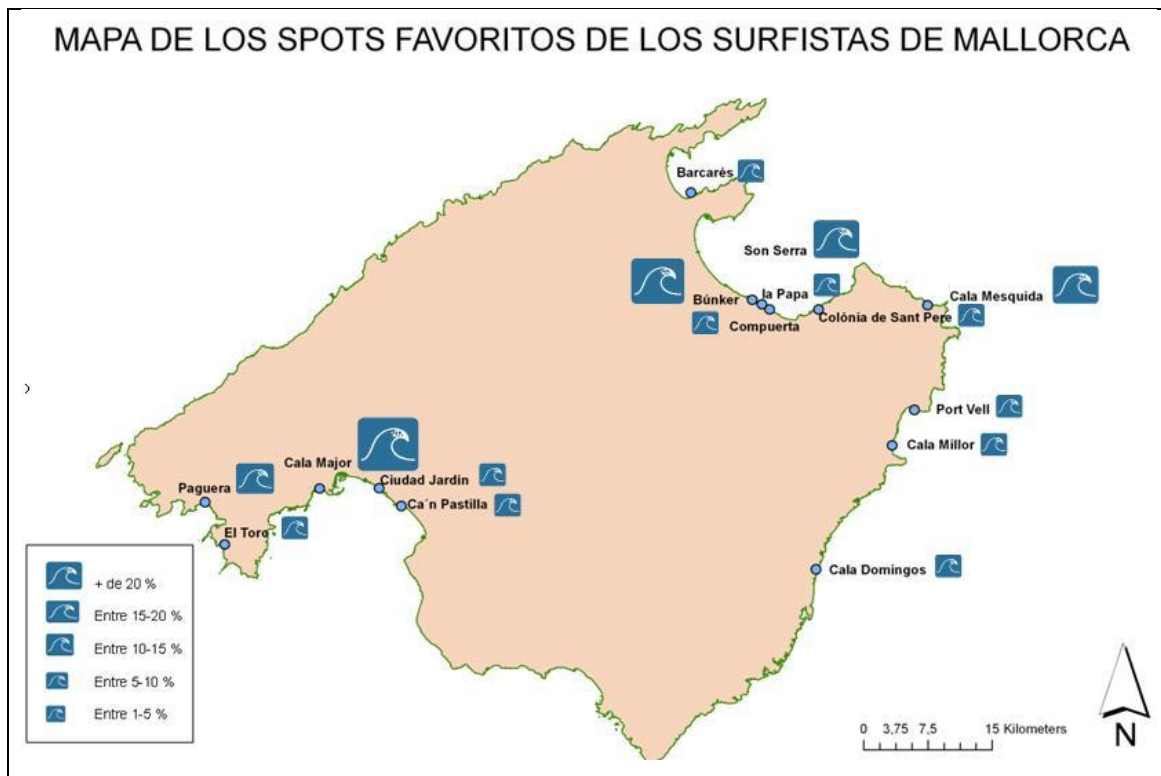 MAPA DE LOS SPOTS FAVORITOS DE LOS SURFISTAS DE MALLORCA
Barcarès
Son Serra
Búnker
la Papa
Cala Mesquida
Compuerta
Colònia de Sant Pere
Port Vell
Cala Millor
Cala Major
Ciudad Jardín
Paguera
Ca´n Pastilla
El Toro
Cala Domingos
+ de 20 %
Entre 15-20 %
Entre 10-15 %
Entre 5-10 %
Entre 1-5 %
0 3,75 7,5 15 Kilometers
N